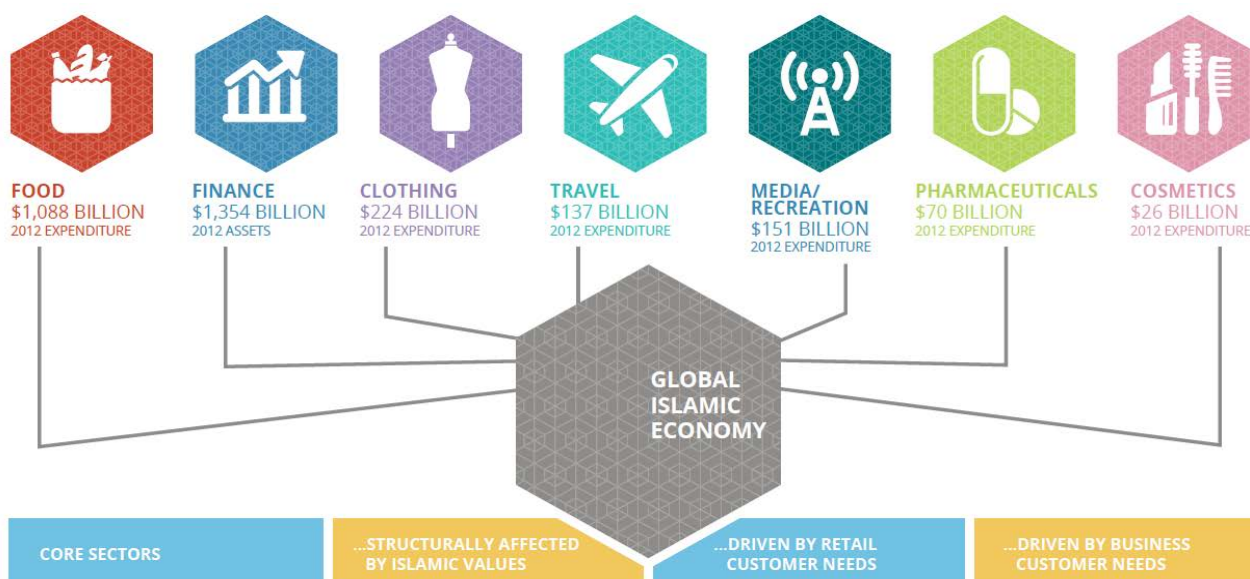 FOOD
$1,088 BILLION
2012 EXPENDITURE
FINANCE
$1,354 BILLION
2012 ASSETS
CLOTHING
$224 BILLION
2012 EXPENDITURE
TRAVEL
$137 BILLION
2012 EXPENDITURE
MEDIA/
RECREATION
$151 BILLION
2012 EXPENDITURE
PHARMACEUTICALS
$70 BILLION
2012 EXPENDITURE
COSMETICS
$26 BILLION
2012 EXPENDITURE
GLOBAL
ISLAMIC
ECONOMY
CORE SECTORS
...STRUCTURALLY AFFECTED
BY ISLAMIC VALUES
...DRIVEN BY RETAIL
CUSTOMER NEEDS
...DRIVEN BY BUSINESS
CUSTOMER NEEDS